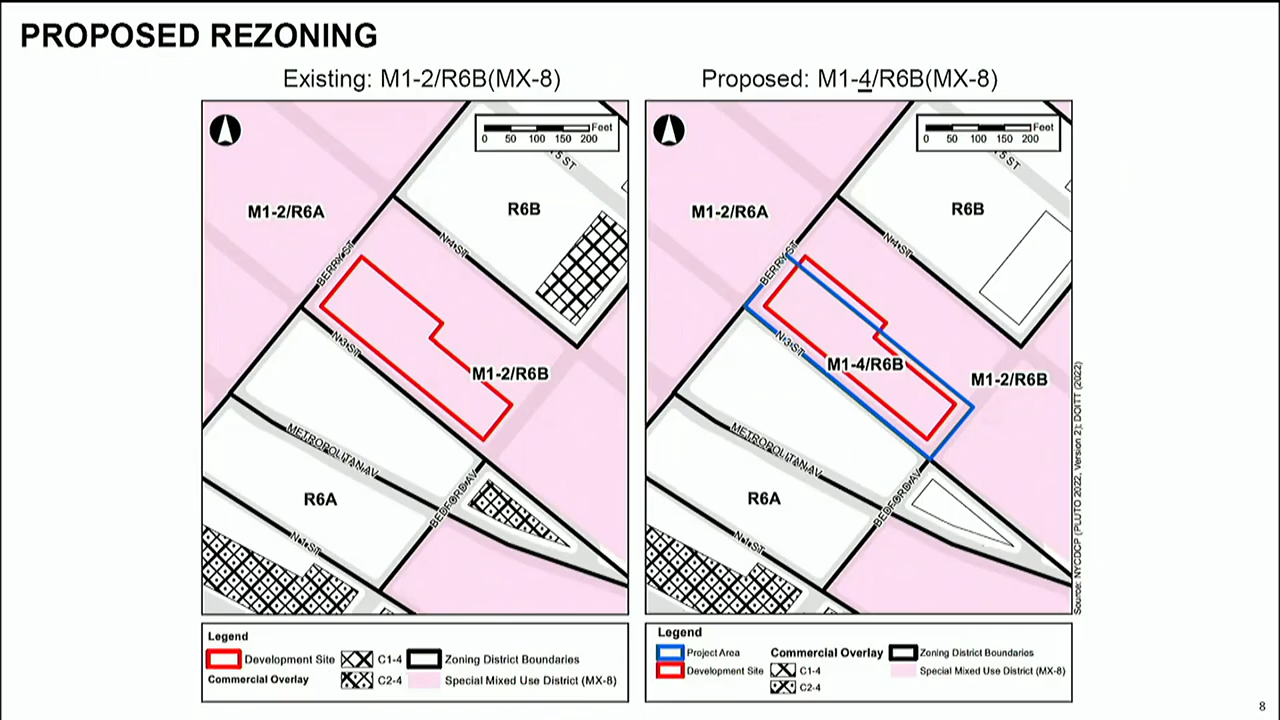 PROPOSED REZONING
Existing: M1-2/R6B(MX-8)
Feet
0 50 100 150 200
5 ST
M1-2/R6A
R6B
N 4 ST
BERRY ST
N 3 ST
M1-2/R6B
METROPOLITAN AV
BEDFORD AV
R6A
N 1 ST
Legend
Development Site
C1-4
Zoning District Boundaries
Commercial Overlay
C2-4
Special Mixed Use District (MX-8)
Proposed: M1-4/R6B(MX-8)
Feet
0 50 100 150 200
5 ST
M1-2/R6A
R6B
N 4 ST
BERRY ST
N 3 ST
M1-4/R6B
M1-2/R6B
METROPOLITAN AV
BEDFORD AV
R6A
N 1 ST
Source: NYCDCP (PLUTO 2022, Version 2); DOITT (2022)
Legend
Project Area
Commercial Overlay
Zoning District Boundaries
Development Site
C1-4
Special Mixed Use District (MX-8)
C2-4
8